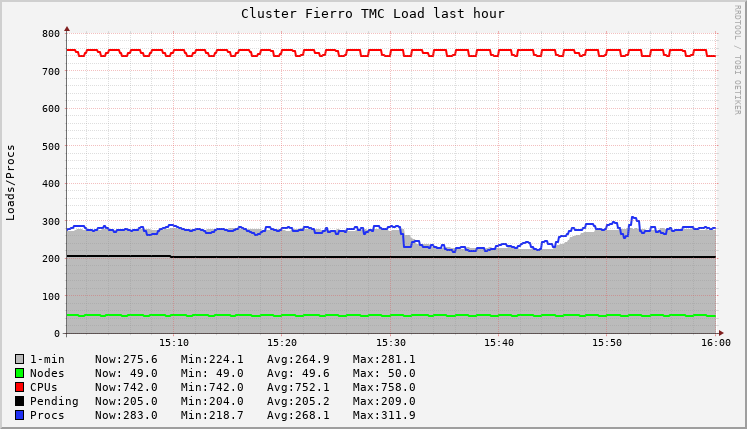 Cluster Fierro TMC Load last hour
RRDTOOL / TOBI OETIKER
Loads/Procs
800
700
600
500
400
300
200
100
0
15:10 15:20 15:30 15:40 15:50 16:00
1-min Now:275.6 Min:224.1 Avg:264.9 Max:281.1
Nodes Now: 49.0 Min: 49.0 Avg: 49.6 Max: 50.0
CPUs Now:742.0 Min:742.0 Avg:752.1 Max:758.0
Pending Now:205.0 Min:204.0 Avg:205.2 Max:209.0
Procs Now:283.0 Min:218.7 Avg:268.1 Max:311.9